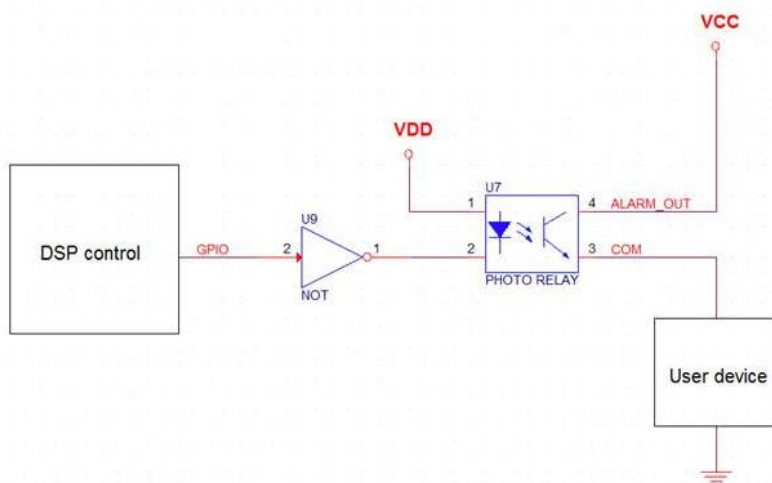 VCC
VDD
U7
1
4
ALARM_OUT
U9
DSP control
GPIO
2
1
2
3
COM
NOT
PHOTO RELAY
User device